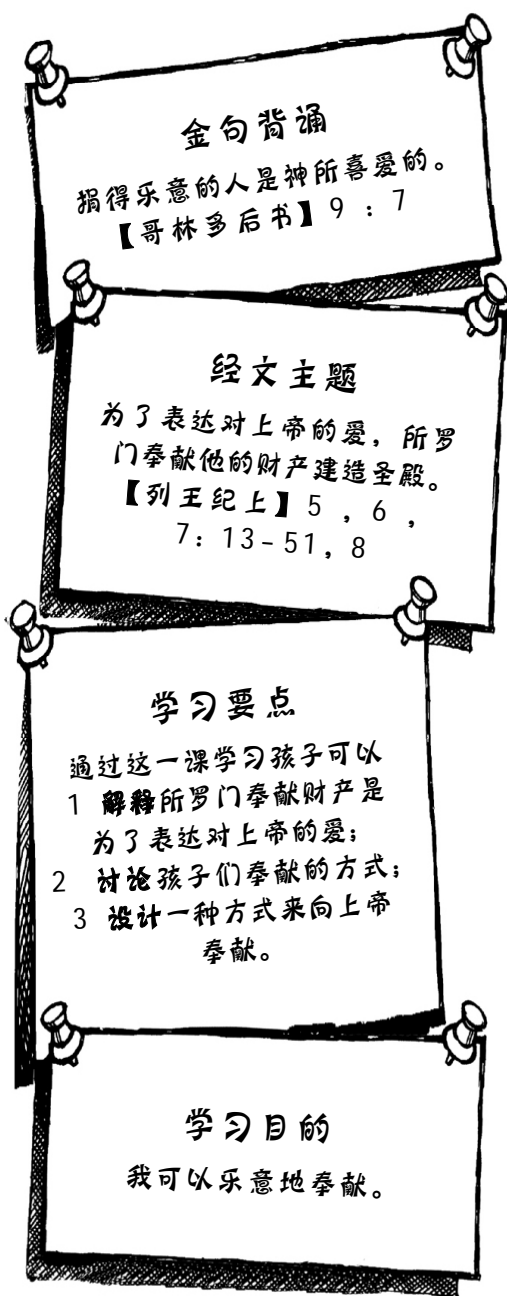 金句背诵
捐得乐意的人是神所喜爱的。
【哥林多后书】9 : 7
经文主题
为了表达对上帝的爱，所罗
门奉献他的财产建造圣殿。
【列王纪上】5 , 6 ,
7: 13-51, 8
学习要点
通过这一课学习孩子可以
1 解释所罗门奉献财产是
为了表达对上帝的爱；
2 讨论孩子们奉献的方式；
3 设计一种方式来向上帝
奉献。
学习目的
我可以乐意地奉献。